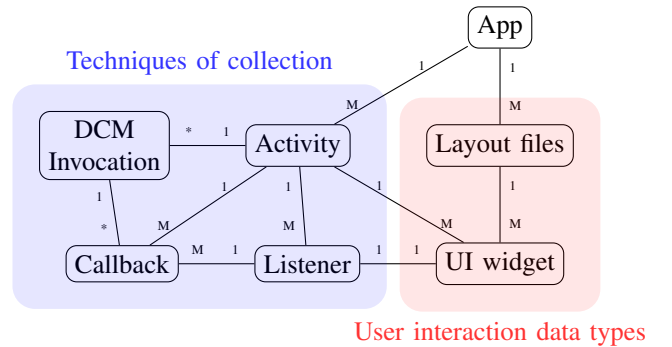 App
Techniques of collection
1
1
M
M
DCM
Invocation
*
1
Activity
Layout files
1
1
1
1
1
*
M
M
M
M
Callback
M
1
Listener
1
1
UI widget
User interaction data types